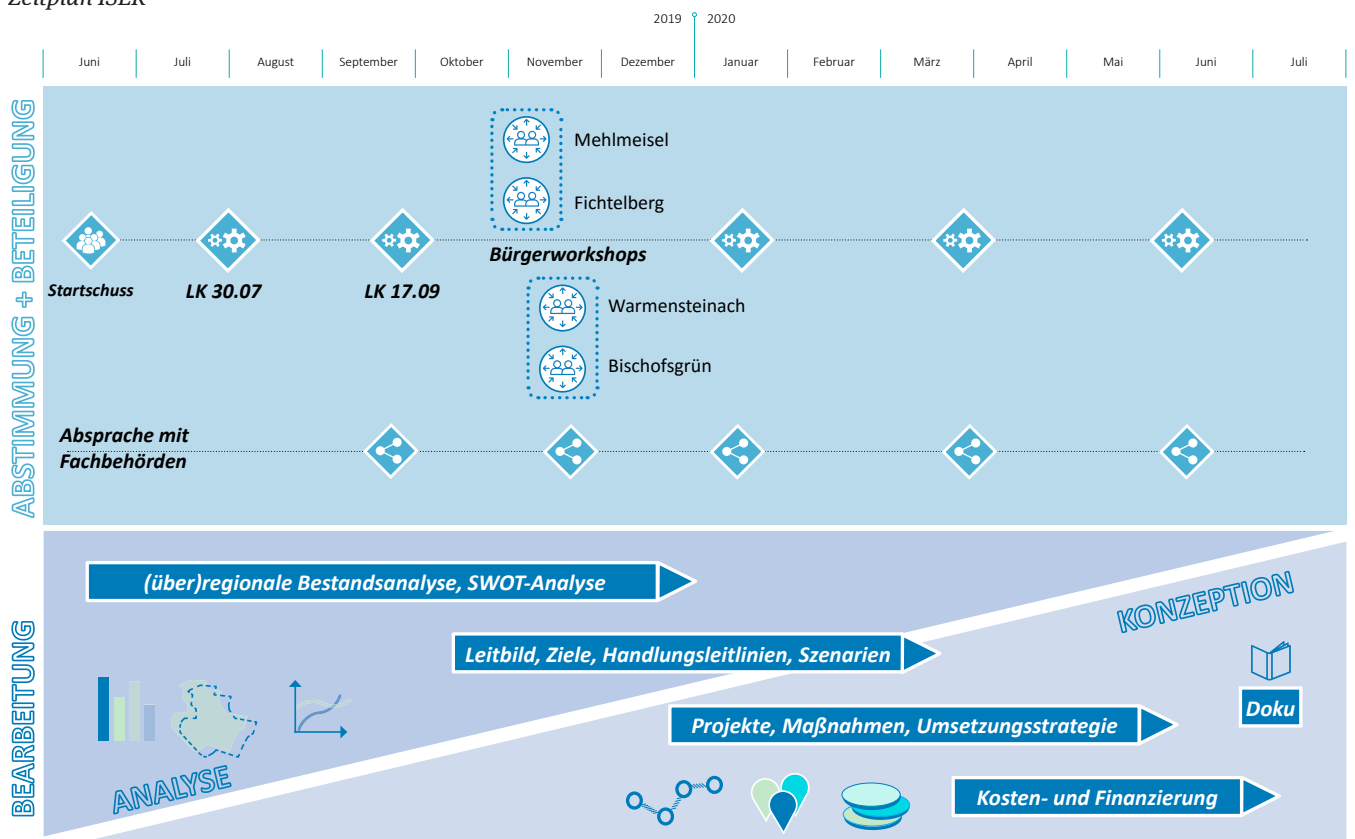 Zeitplan ISEK
2019 2020
Juni Juli August September Oktober November Dezember Januar Februar März April Mai Juni Juli
ABSTIMMUNG + BETEILIGUNG
Mehlmeisel
Fichtelberg
Bürgerworkshops
Startschuss LK 30.07 LK 17.09
Warmensteinach
Bischofsgrün
Absprache mit
Fachbehörden
BEARBEITUNG
(über)regionale Bestandsanalyse, SWOT-Analyse
KONZEPTION
Leitbild, Ziele, Handlungsleitlinien, Szenarien
Doku
Projekte, Maßnahmen, Umsetzungsstrategie
ANALYSE
Kosten- und Finanzierung